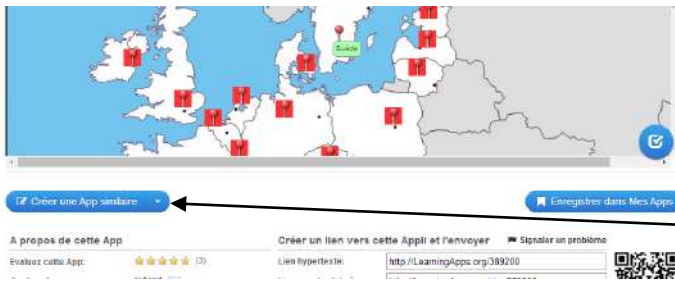 Suède
Créer une App similaire
Enregistrer dans Mes Apps
A propos de cette App
Créer un lien vers cette Appli et l'envoyer
Signaler un problème
Evaluez cette App:
(3)
Lien hypertexte:
http://LearningApps.org/389200